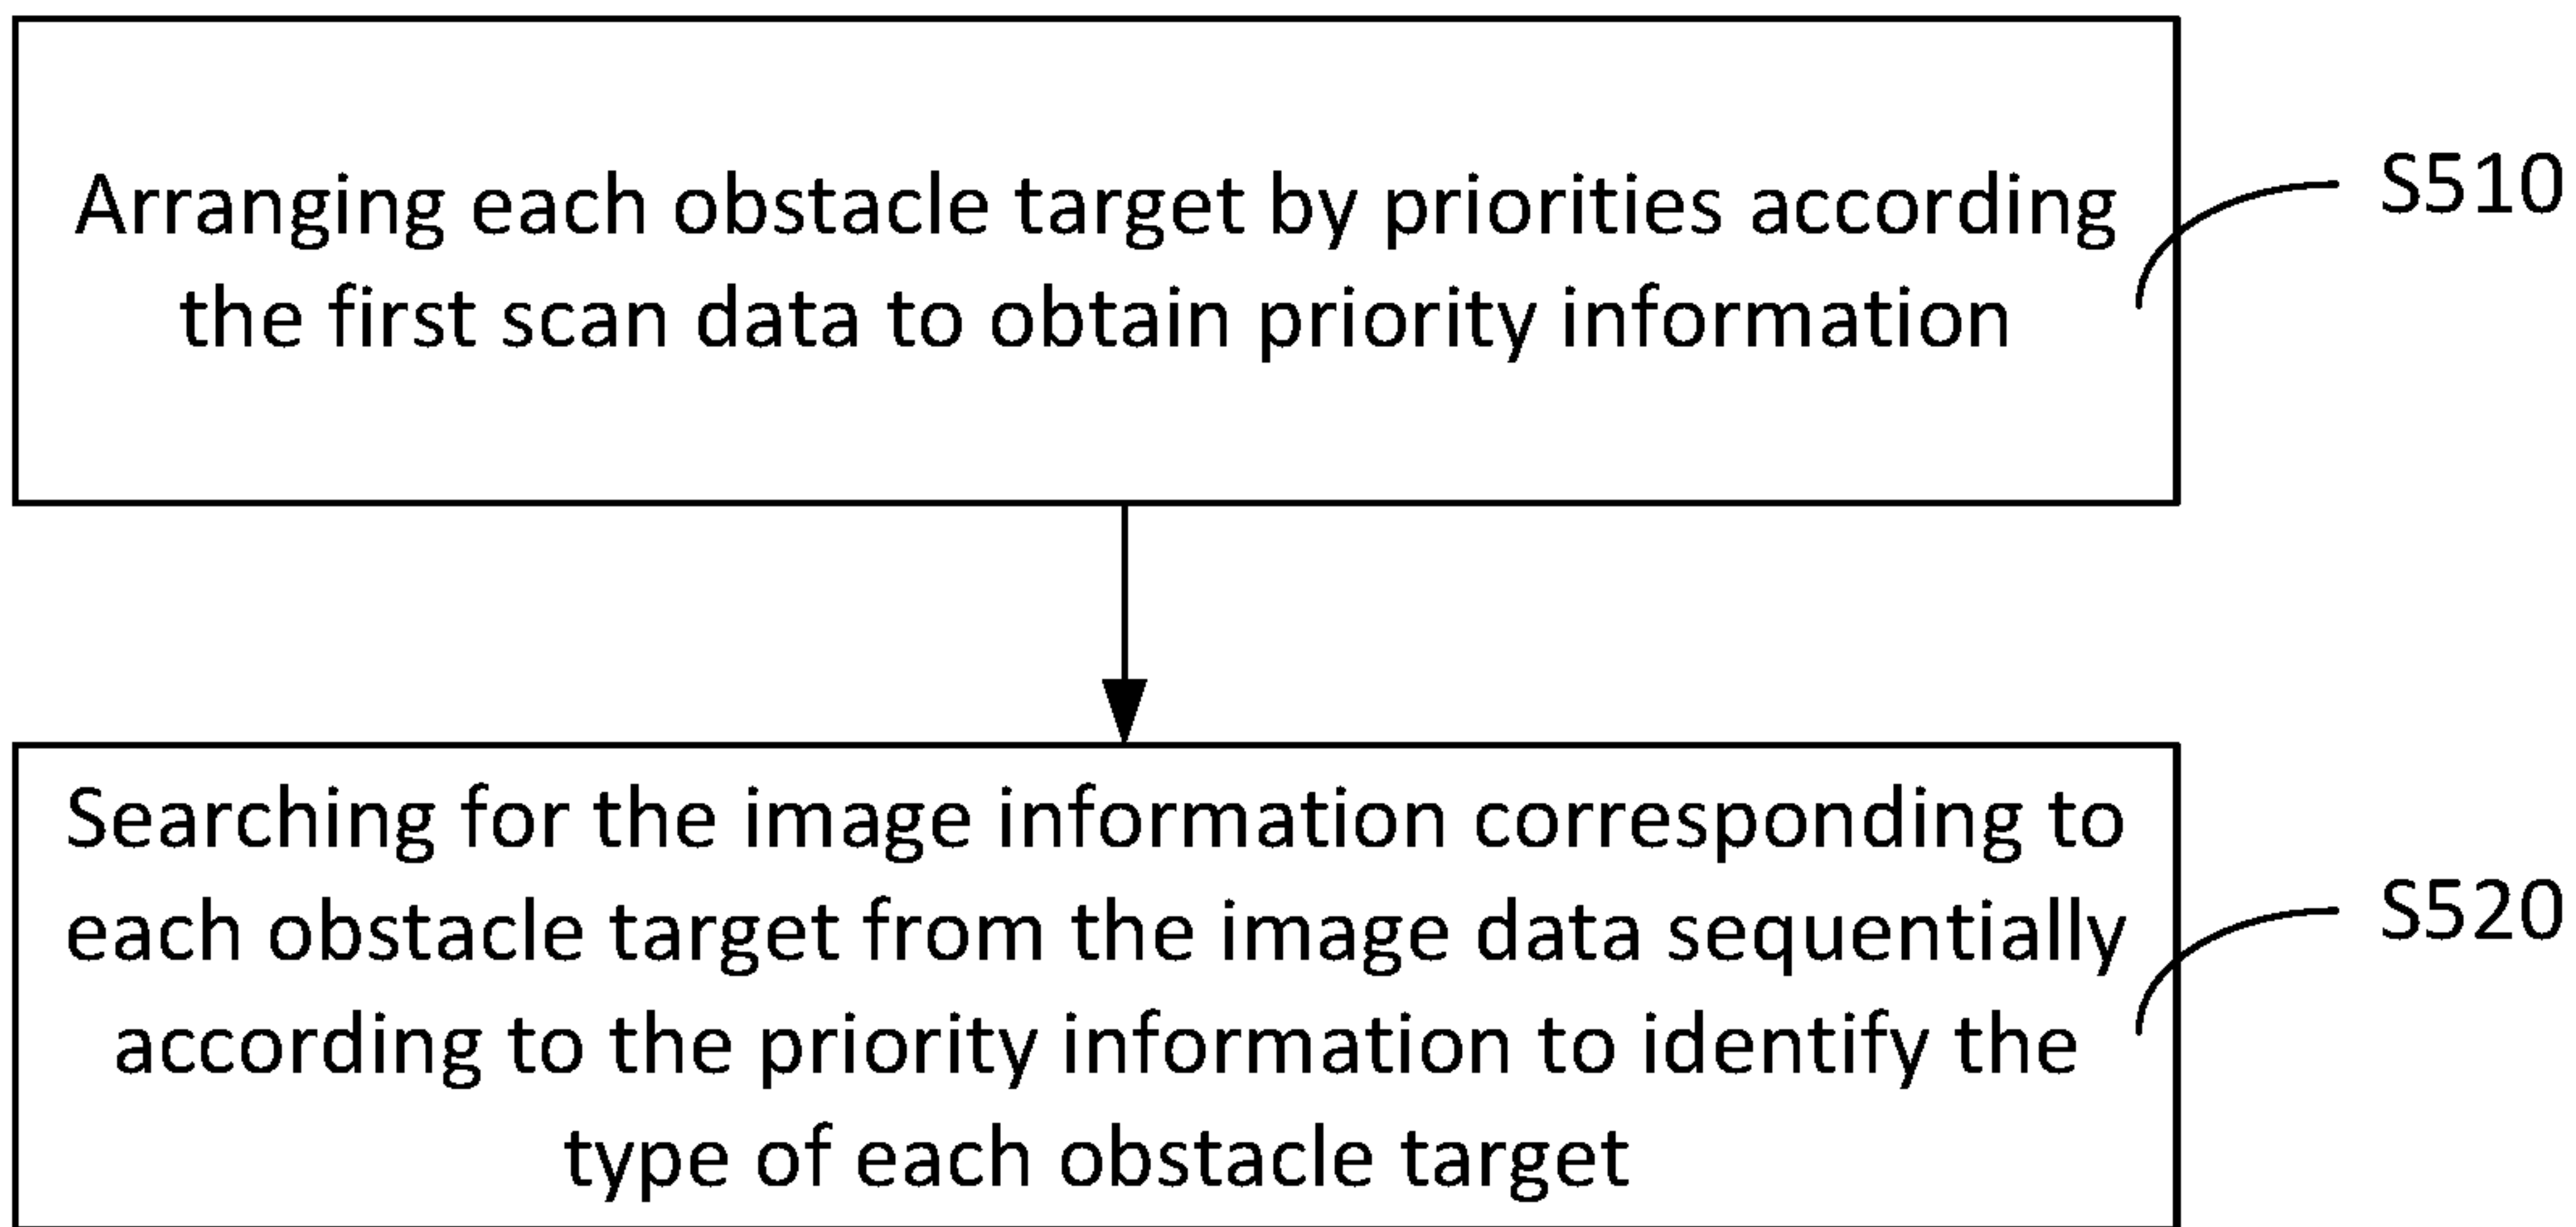 Arranging each obstacle target by priorities according
the first scan data to obtain priority information
S510
Searching for the image information corresponding to
each obstacle target from the image data sequentially
according to the priority information to identify the
type of each obstacle target
S520